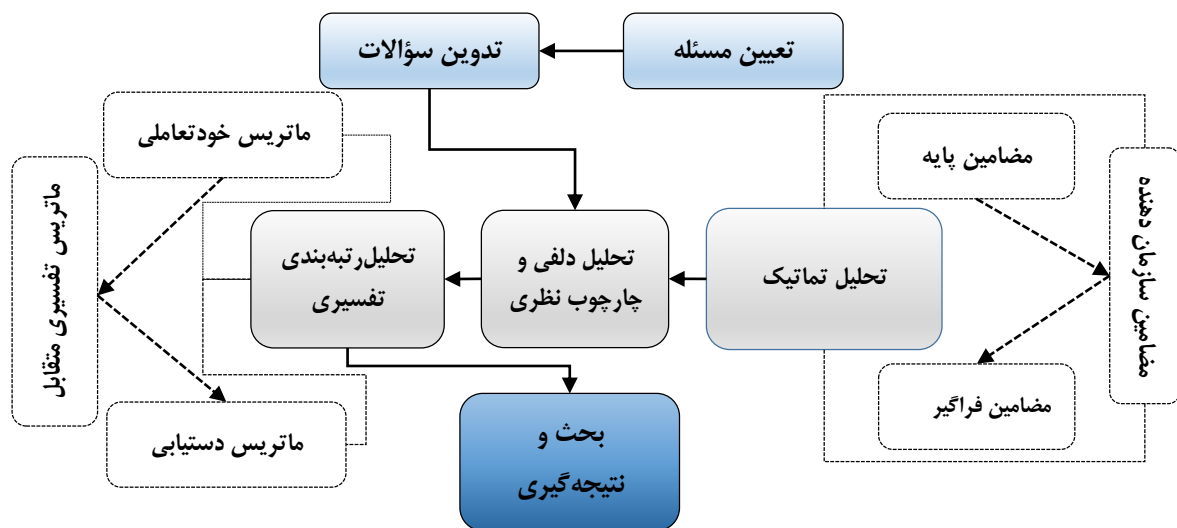 تعیین مسئله
تدوین سؤالات
مضامین پایه
مضامین سازمان دهنده
مضامین فراگیر
تحلیل تماتیک
تحلیل دلفی و
چارچوب نظری
تحلیل‌رتبه‌بندی
تفسیری
ماتریس خودتعاملی
ماتریس تفسیری متقابل
ماتریس دستیابی
بحث و
نتیجه‌گیری